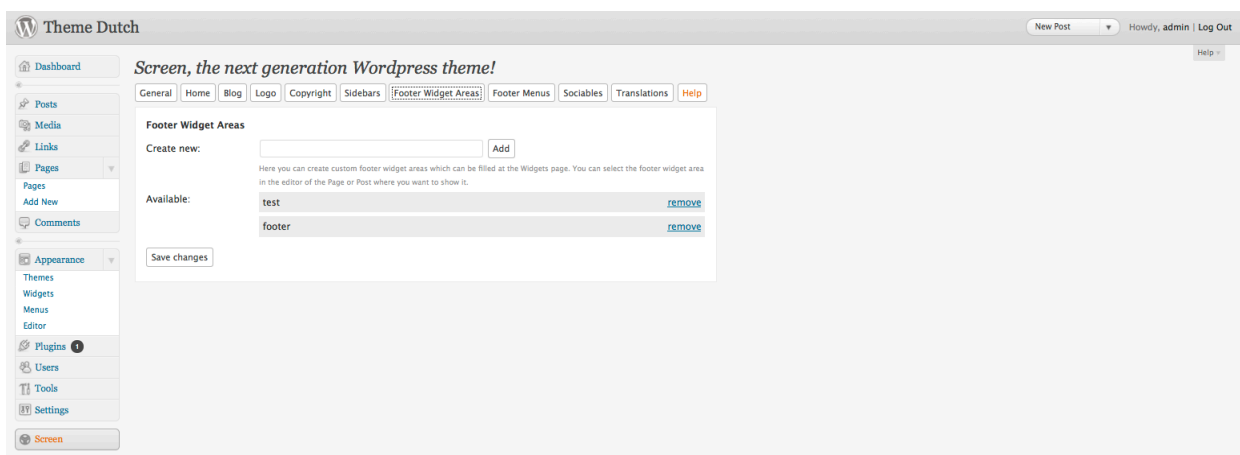 Theme Dutch
New Post
Howdy, admin | Log Out
Help
Dashboard
Posts
Media
Links
Pages
Pages
Add New
Comments
Appearance
Themes
Widgets
Menus
Editor
Plugins 1
Users
Tools
Settings
Screen
Screen, the next generation Wordpress theme!
General Home Blog Logo Copyright Sidebars Footer Widget Areas Footer Menus Sociables Translations Help
Footer Widget Areas
Create new:
Add
Here you can create custom footer widget areas which can be filled at the Widgets page. You can select the footer widget area
in the editor of the Page or Post where you want to show it.
Available:
test remove
footer remove
Save changes